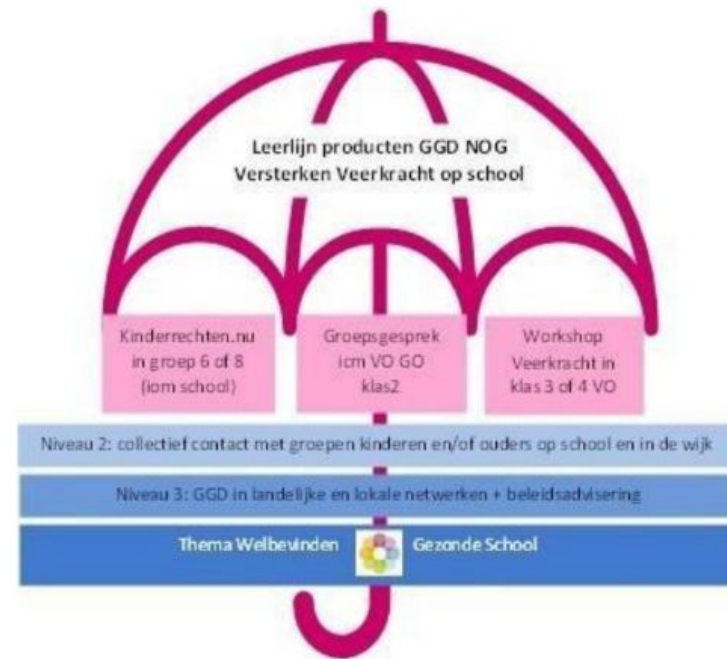 Leerlijn producten GGD NOG
Versterken Veerkracht op school
Kinderrechten.nu
in groep 6 of 8
(iom school)
Groepsgesprek
icm VO GO
klas2
Workshop
Veerkracht in
klas 3 of 4 VO
Niveau 2: collectief contact met groepen kinderen en/of ouders op school en in de wijk
Niveau 3: GGD in landelijke en lokale netwerken + beleidsadvisering
Thema Welbevinden Gezonde School